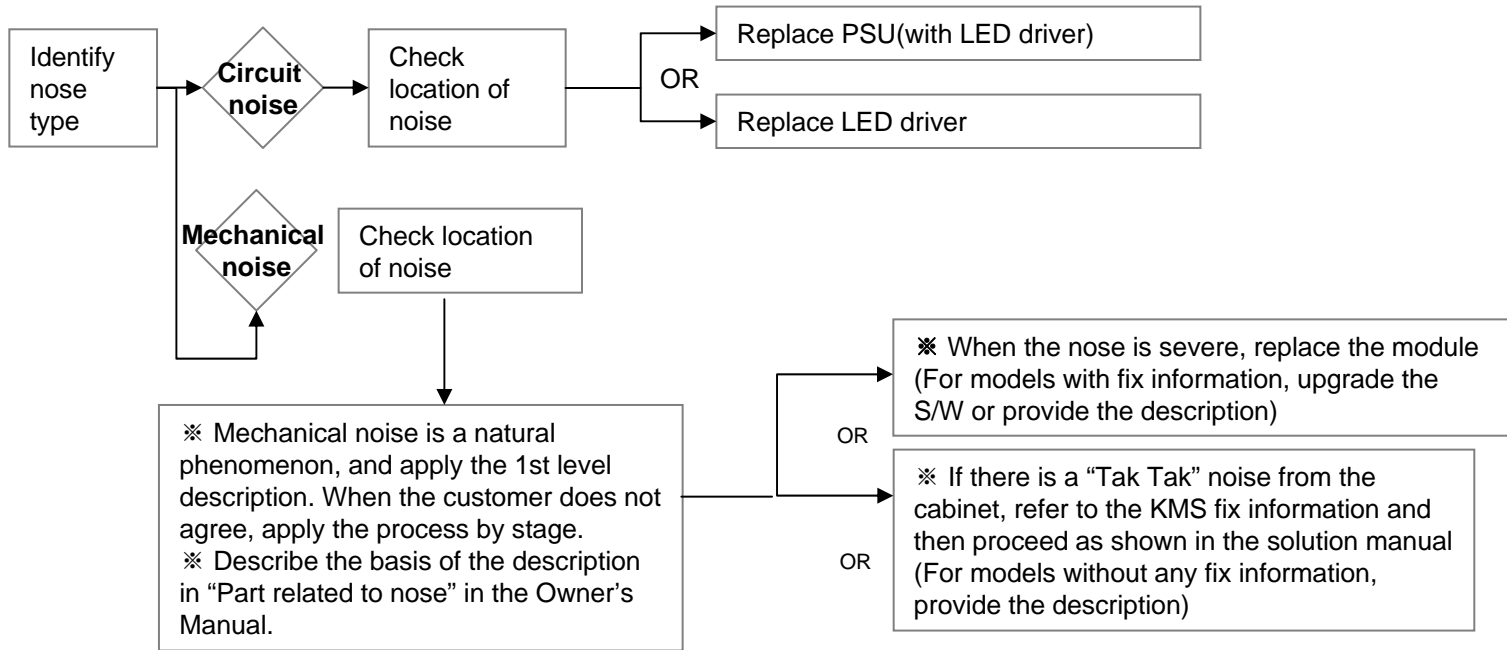 Identify
nose
type
Circuit
noise
Check
location of
noise
Replace PSU(with LED driver)
OR
Replace LED driver
Mechanical
noise
Check location
of noise
※ Mechanical noise is a natural
phenomenon, and apply the 1st level
description. When the customer does not
agree, apply the process by stage.
※ Describe the basis of the description
in “Part related to nose” in the Owner’s
Manual.
※ When the nose is severe, replace the module
(For models with fix information, upgrade the
S/W or provide the description)
OR
※ If there is a “Tak Tak” noise from the
cabinet, refer to the KMS fix information and
then proceed as shown in the solution manual
(For models without any fix information,
provide the description)
OR